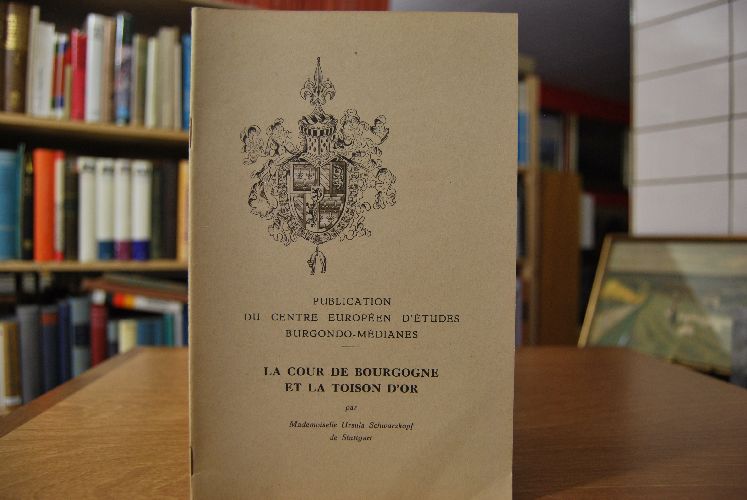 PUBLICATION
DU CENTRE EUROPÉEN D'ÉTUDES
BURGONDO-MÉDIANES
LA COUR DE BOURGOGNE
ET LA TOISON D'OR
par
Mademoiselle Ursula Schwarzkopf
de Stuttgart